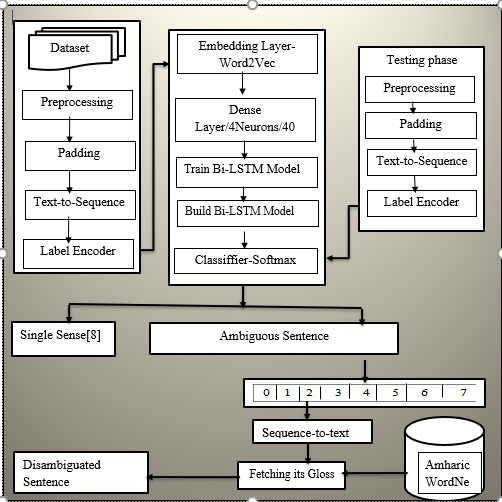 Dataset
Preprocessing
Padding
Text-to-Sequence
Label Encoder
Embedding Layer-
Word2Vec
Dense
Layer/4Neurons/40
Train Bi-LSTM Model
Build Bi-LSTM Model
Classiffier-Softmax
Testing phase
Preprocessing
Padding
Text-to-Sequence
Label Encoder
Single Sense[8]
Ambiguous Sentence
0 1 2 3 4 5 6 7
Sequence-to-text
Fetching its Gloss
Amharic
WordNe
Disambiguated
Sentence